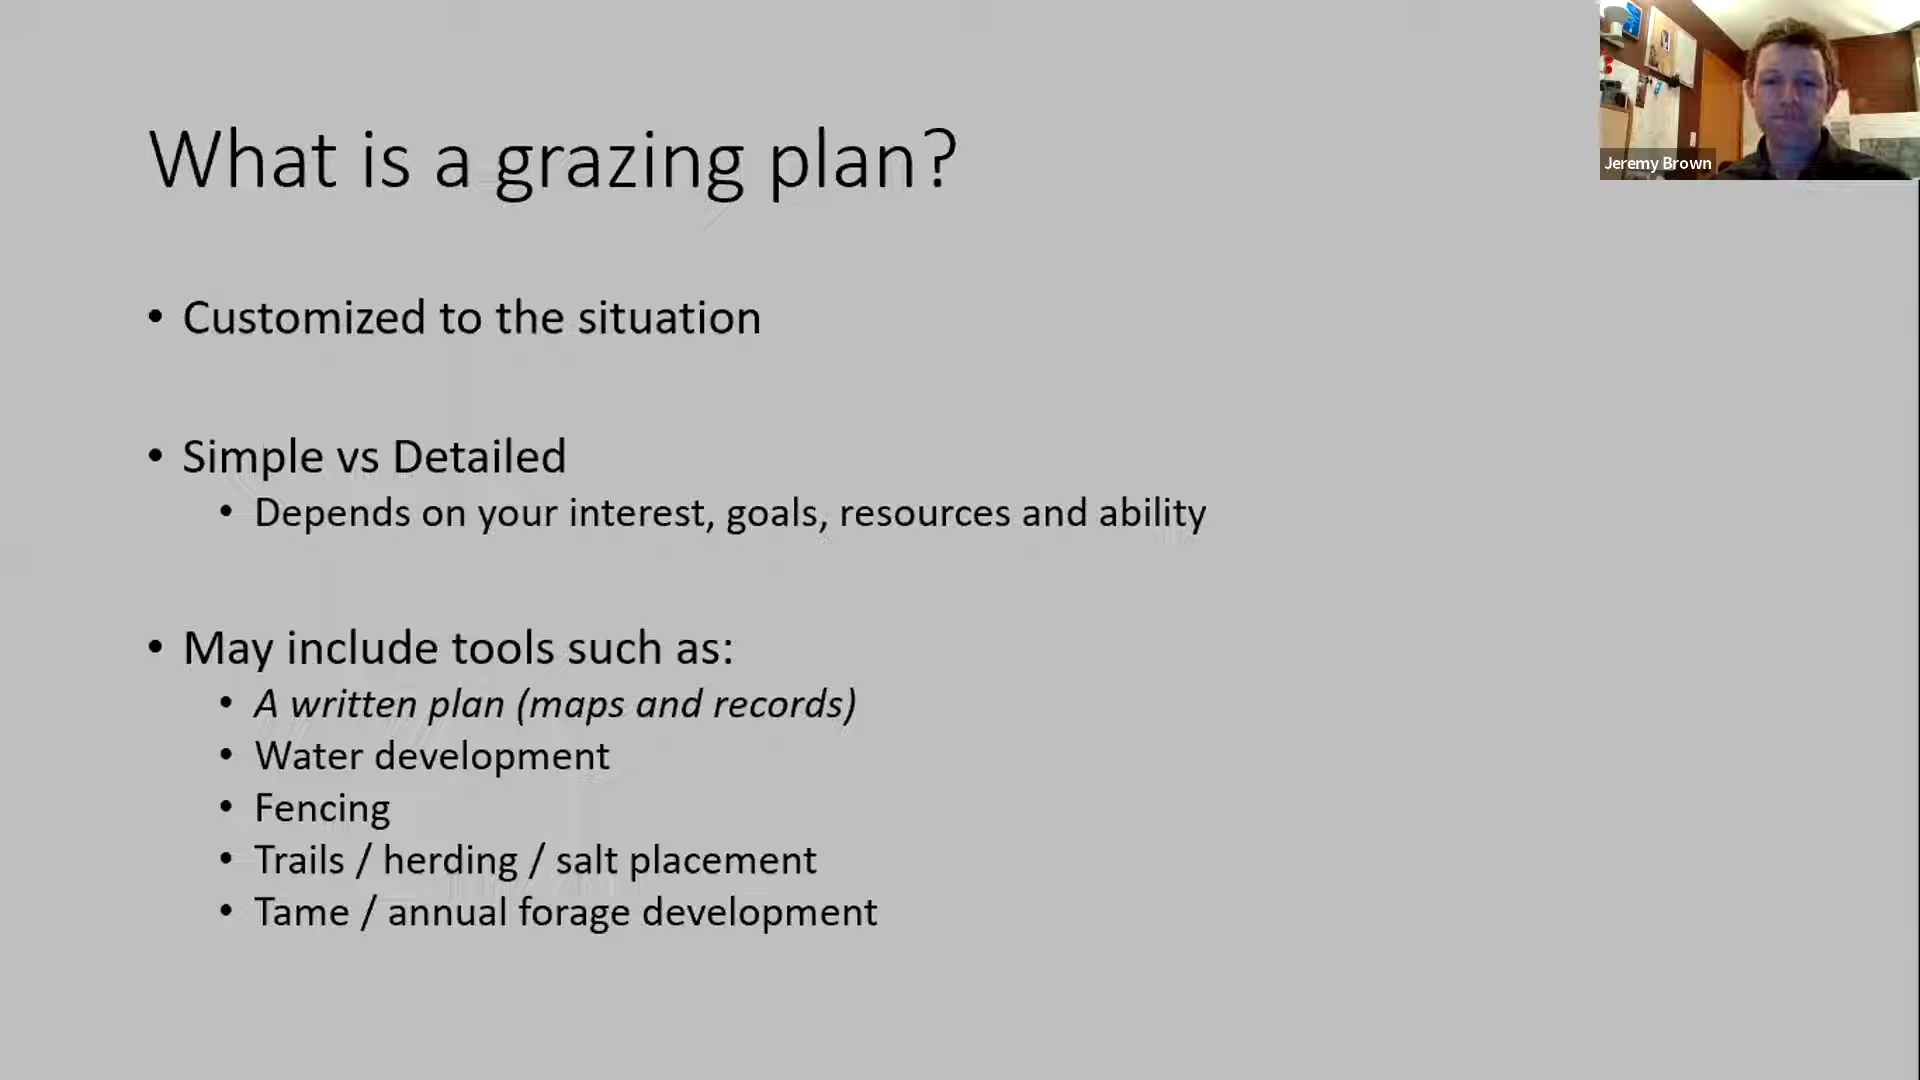 What is a grazing plan?
Jeremy Brown
• Customized to the situation
• Simple vs Detailed
• Depends on your interest, goals, resources and ability
• May include tools such as:
• A written plan (maps and records)
• Water development
• Fencing
• Trails / herding / salt placement
• Tame / annual forage development